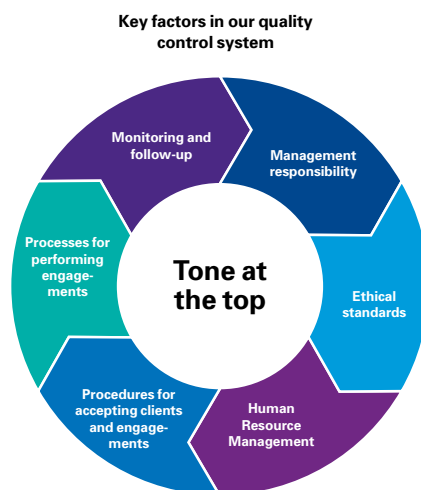 Key factors in our quality
control system
Monitoring and
follow-up
Management
responsibility
Processes for
performing
engage-
ments
Tone at
the top
Ethical
standards
Procedures for
accepting clients
and engage-
ments
Human
Resource
Management